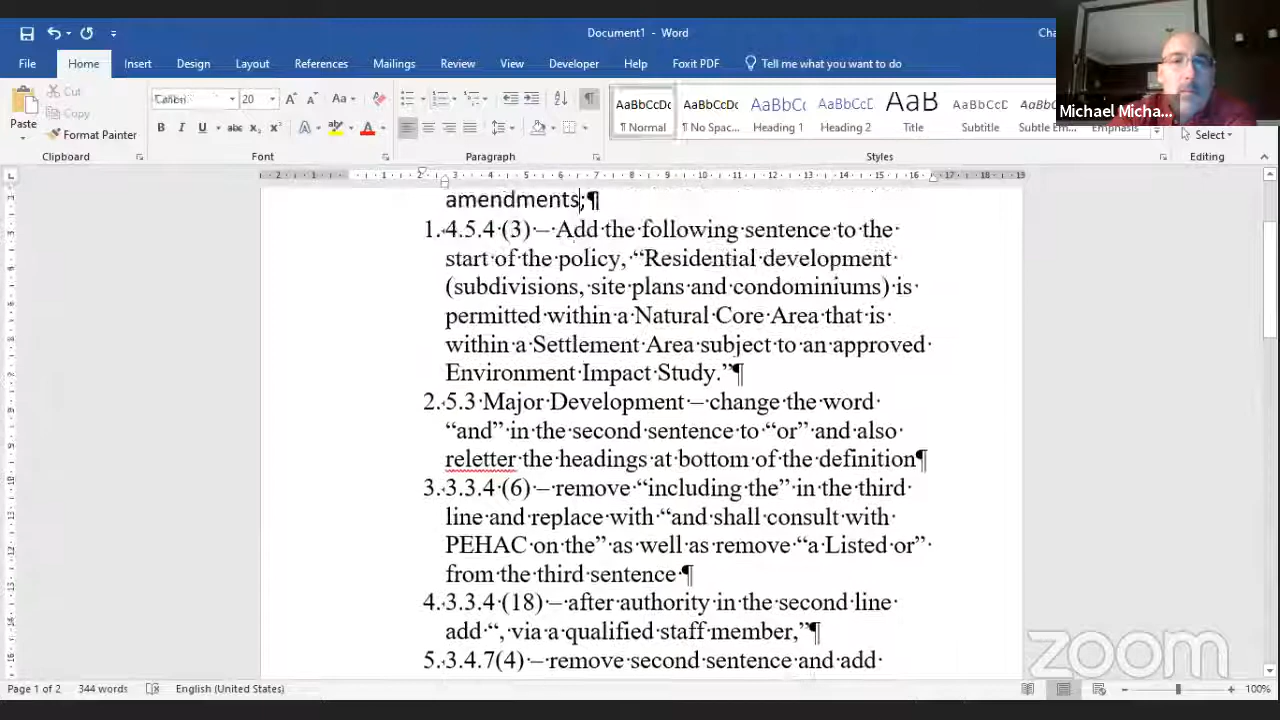 Document1 - Word
Cha
File Home Insert Design Layout References Mailings Review View Developer Help Foxit PDF Tell me what you want to do
Michael Micha...
Paste
Cut
Copy
Format Painter
20
Aa
B I U abc x2 x2
AaBbCcDc AaBbCcDc AaBbC AaBbCcD AaB AaBbCcD
¶ Normal ¶ No Spac... Heading 1 Heading 2 Title Subtitle Subtle Em... Emphasis
Select
Clipboard Font Paragraph Styles Editing
amendments;¶
1. 4.5.4 (3) – Add the following sentence to the
start of the policy, “Residential development
(subdivisions, site plans and condominiums) is
permitted within a Natural Core Area that is
within a Settlement Area subject to an approved
Environment Impact Study.”¶
2. 5.3 Major Development – change the word
“and” in the second sentence to “or” and also
reletter the headings at bottom of the definition¶
3. 3.3.4 (6) – remove “including the” in the third
line and replace with “and shall consult with
PEHAC on the” as well as remove “a Listed or”
from the third sentence ¶
4. 3.3.4 (18) – after authority in the second line
add “, via a qualified staff member,”¶
5. 3.4.7(4) – remove second sentence and add
zoom
Page 1 of 2 344 words English (United States) 100%